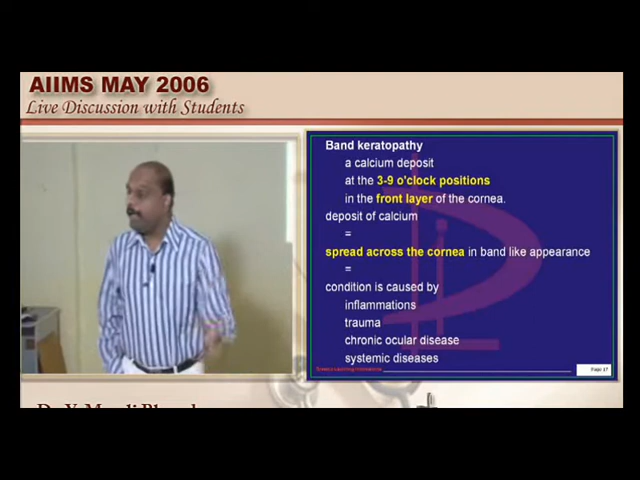 AIIMS MAY 2006
Live Discussion with Students
Band keratopathy
a calcium deposit
at the 3-9 o'clock positions
in the front layer of the cornea.
deposit of calcium
=
spread across the cornea in band like appearance
=
condition is caused by
inflammations
trauma
chronic ocular disease
systemic diseases
Page 17